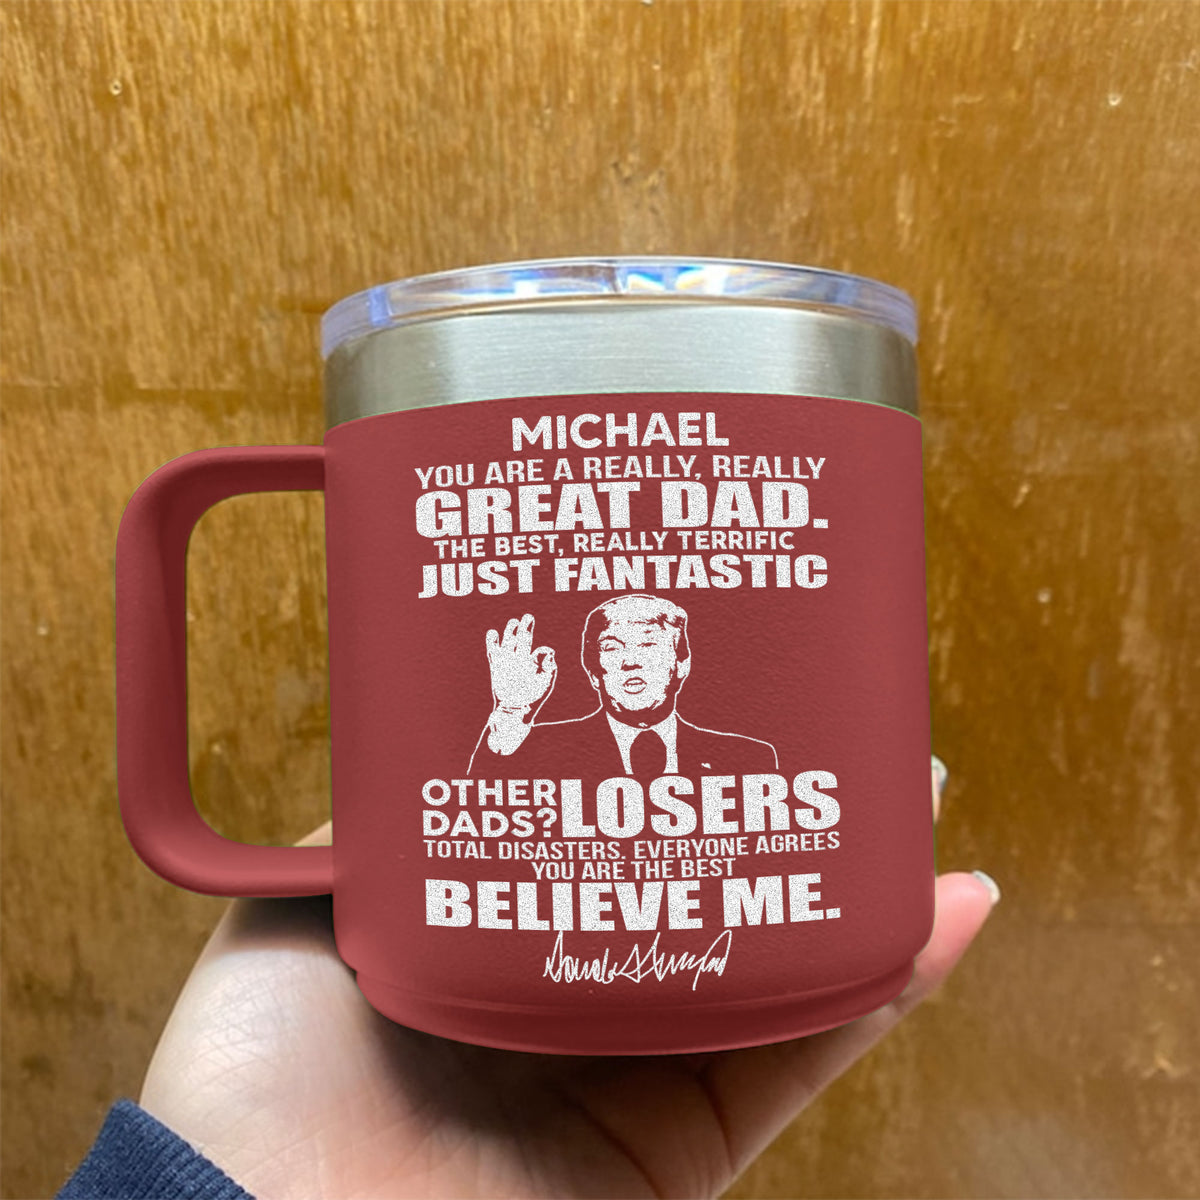 MICHAEL
YOU ARE A REALLY, REALLY
GREAT DAD.
THE BEST, REALLY TERRIFIC
JUST FANTASTIC
OTHER DADS? LOSERS
TOTAL DISASTERS. EVERYONE AGREES
YOU ARE THE BEST
BELIEVE ME.